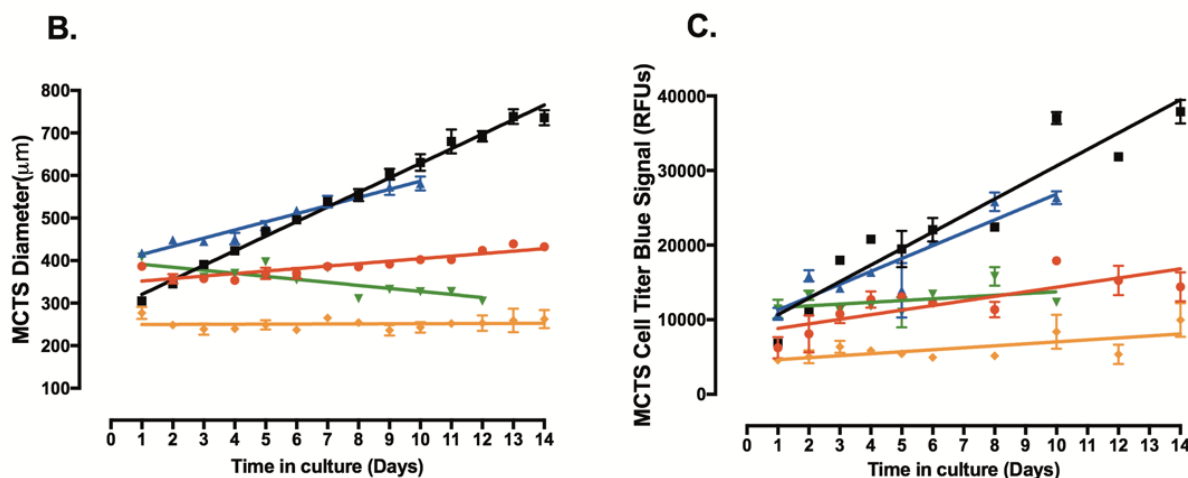 B.
MCTS Diameter(μm)
800
700
600
500
400
300
200
100
0 1 2 3 4 5 6 7 8 9 10 11 12 13 14
Time in culture (Days)
C.
MCTS Cell Titer Blue Signal (RFUs)
40000
30000
20000
10000
0
0 1 2 3 4 5 6 7 8 10 12 14
Time in culture (Days)